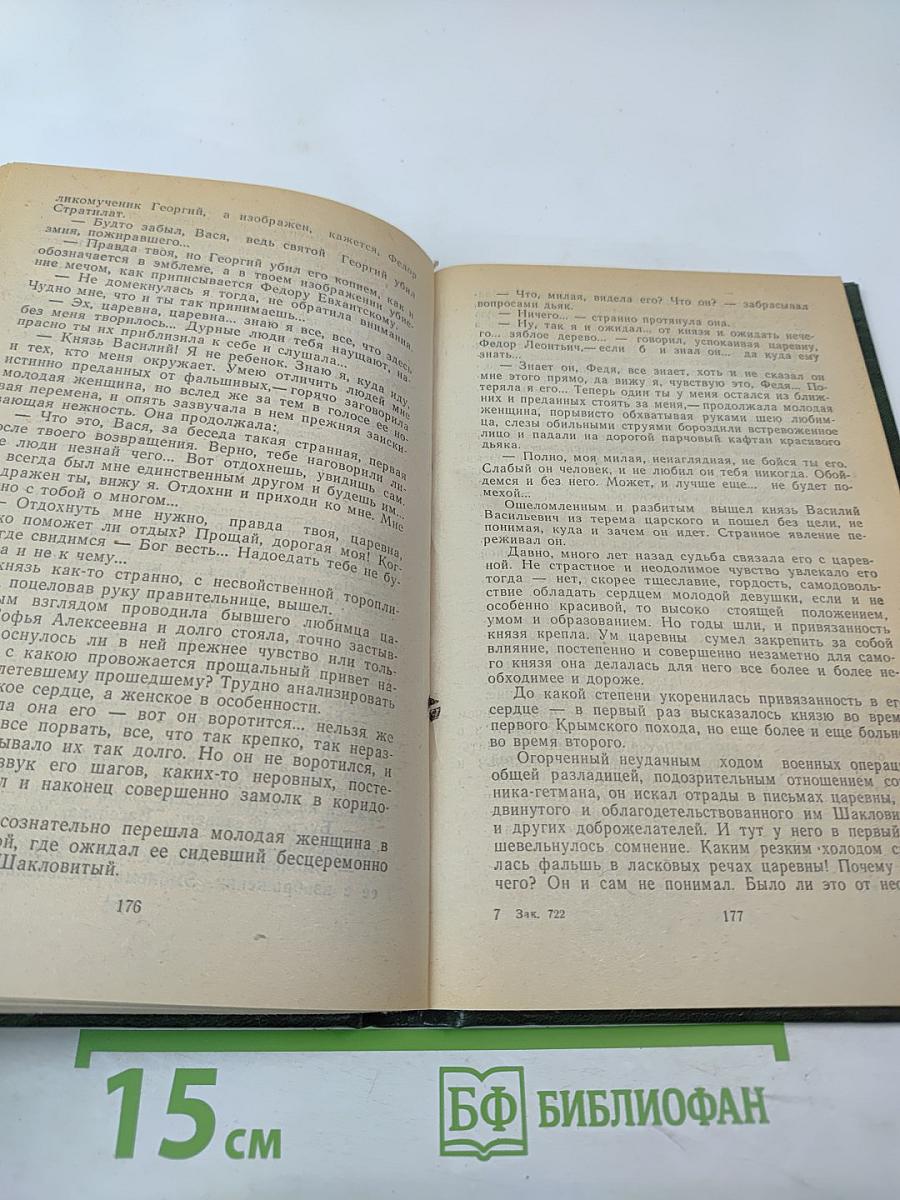 ликомученик Георгий, а изображен, кажется, Федор
Стратилат.
— Будто забыл, Вася, ведь святой Георгий убил
змия, пожиравшего...
— Правда твоя, но Георгий убил его копием, как и
обозначается в эмблеме, а в твоем изображении убие-
ние мечом, как приписывается Федору Евхаитскому.
— Не домекнулась я тогда, не обратила внимания.
Чудно мне, что и ты так принимаешь...
— Эх, царевна, царевна... знаю я все, все, что здесь
без меня творилось... Дурные люди тебя наущают, на-
прасно ты их приблизила к себе и слушала...
— Князь Василий! Я не ребенок. Знаю я, куда иду,
и тех, кто меня окружает. Умею отличить людей мне
истинно преданных от фальшивых,— горячо заговорила
молодая женщина, но вслед же за тем в голосе ее но-
вая перемена, и опять зазвучала в нем прежняя заиски-
вающая нежность. Она продолжала:
— Что это, Вася, за беседа такая странная, первая
после твоего возвращения. Верно, тебе наговорили ли-
е люди незнай чего... Вот отдохнешь, увидишь сам.
всегда был мне единственным другом и будешь им...
дражен ты, вижу я. Отдохни и приходи ко мне. Мне
но с тобой о многом...
— Отдохнуть мне нужно, правда твоя, царевна,
ко поможет ли отдых? Прощай, дорогая моя! Ког-
где свидимся — Бог весть... Надоедать тебе не бу-
а и не к чему...
князь как-то странно, с несвойственной торопли-
поцеловав руку правительнице, вышел.
ым взглядом проводила бывшего любимца ца-
Софья Алексеевна и долго стояла, точно застыв-
оснулось ли в ней прежнее чувство или толь-
с какою провожается прощальный привет на-
летевшему прошедшему? Трудно анализировать
кое сердце, а женское в особенности.
ла она его — вот он воротится... нельзя же
все порвать, все, что так крепко, так нераз-
зывало их так долго. Но он не воротился, и
звук его шагов, каких-то неровных, посте-
л и наконец совершенно замолк в коридо-
сознательно перешла молодая женщина в
ой, где ожидал ее сидевший бесцеремонно
Шакловитый.
176
— Что, милая, видела его? Что он? — забрасывал
вопросами дьяк.
— Ничего... — странно протянула она.
— Ну, так я и ожидал... от князя и ожидать нече-
го... зяблое дерево... — говорил, успокаивая царевну,
Федор Леонтьич,— если б и знал он... да куда ему
знать...
— Знает он, Федя, все знает, хоть и не сказал он
мне этого прямо, да вижу я, чувствую это, Федя... По-
теряла я его... Теперь один ты у меня остался из ближ-
них и преданных стоять за меня,— продолжала молодая
женщина, порывисто обхватывая руками шею любим-
ца, слезы обильными струями бороздили встревоженное
лицо и падали на дорогой парчовый кафтан красивого
дьяка.
— Полно, моя милая, ненаглядная, не бойся ты его.
Слабый он человек, и не любил он тебя никогда. Обой-
демся и без него. Может, и лучше еще... не будет по-
мехой...
Ошеломленным и разбитым вышел князь Василий
Васильевич из терема царского и пошел без цели, не
понимая, куда и зачем он идет. Странное явление пе-
реживал он.
Давно, много лет назад судьба связала его с царев-
ной. Не страстное и неодолимое чувство увлекало его
тогда — нет, скорее тщеславие, гордость, самодоволь-
ствие обладать сердцем молодой девушки, если и не
особенно красивой, то высоко стоящей положением,
умом и образованием. Но годы шли, и привязанность
князя крепла. Ум царевны сумел закрепить за собой
влияние, постепенно и совершенно незаметно для само-
го князя она делалась для него все более и более не-
обходимее и дороже.
До какой степени укоренилась привязанность в ег
сердце — в первый раз высказалось князю во врем
первого Крымского похода, но еще более и еще больн
во время второго.
Огорченный неудачным ходом военных операци
общей разладицей, подозрительным отношением со
ника-гетмана, он искал отрады в письмах царевны,
двинутого и облагодетельствованного им Шаклови
и других доброжелателей. И тут у него в первый
шевельнулось сомнение. Каким резким холодом с
лась фальшь в ласковых речах царевны! Почему
чего? Он и сам не понимал. Было ли это от нес
7 Зак. 722
177
15 см
БФ БИБЛИОФАН